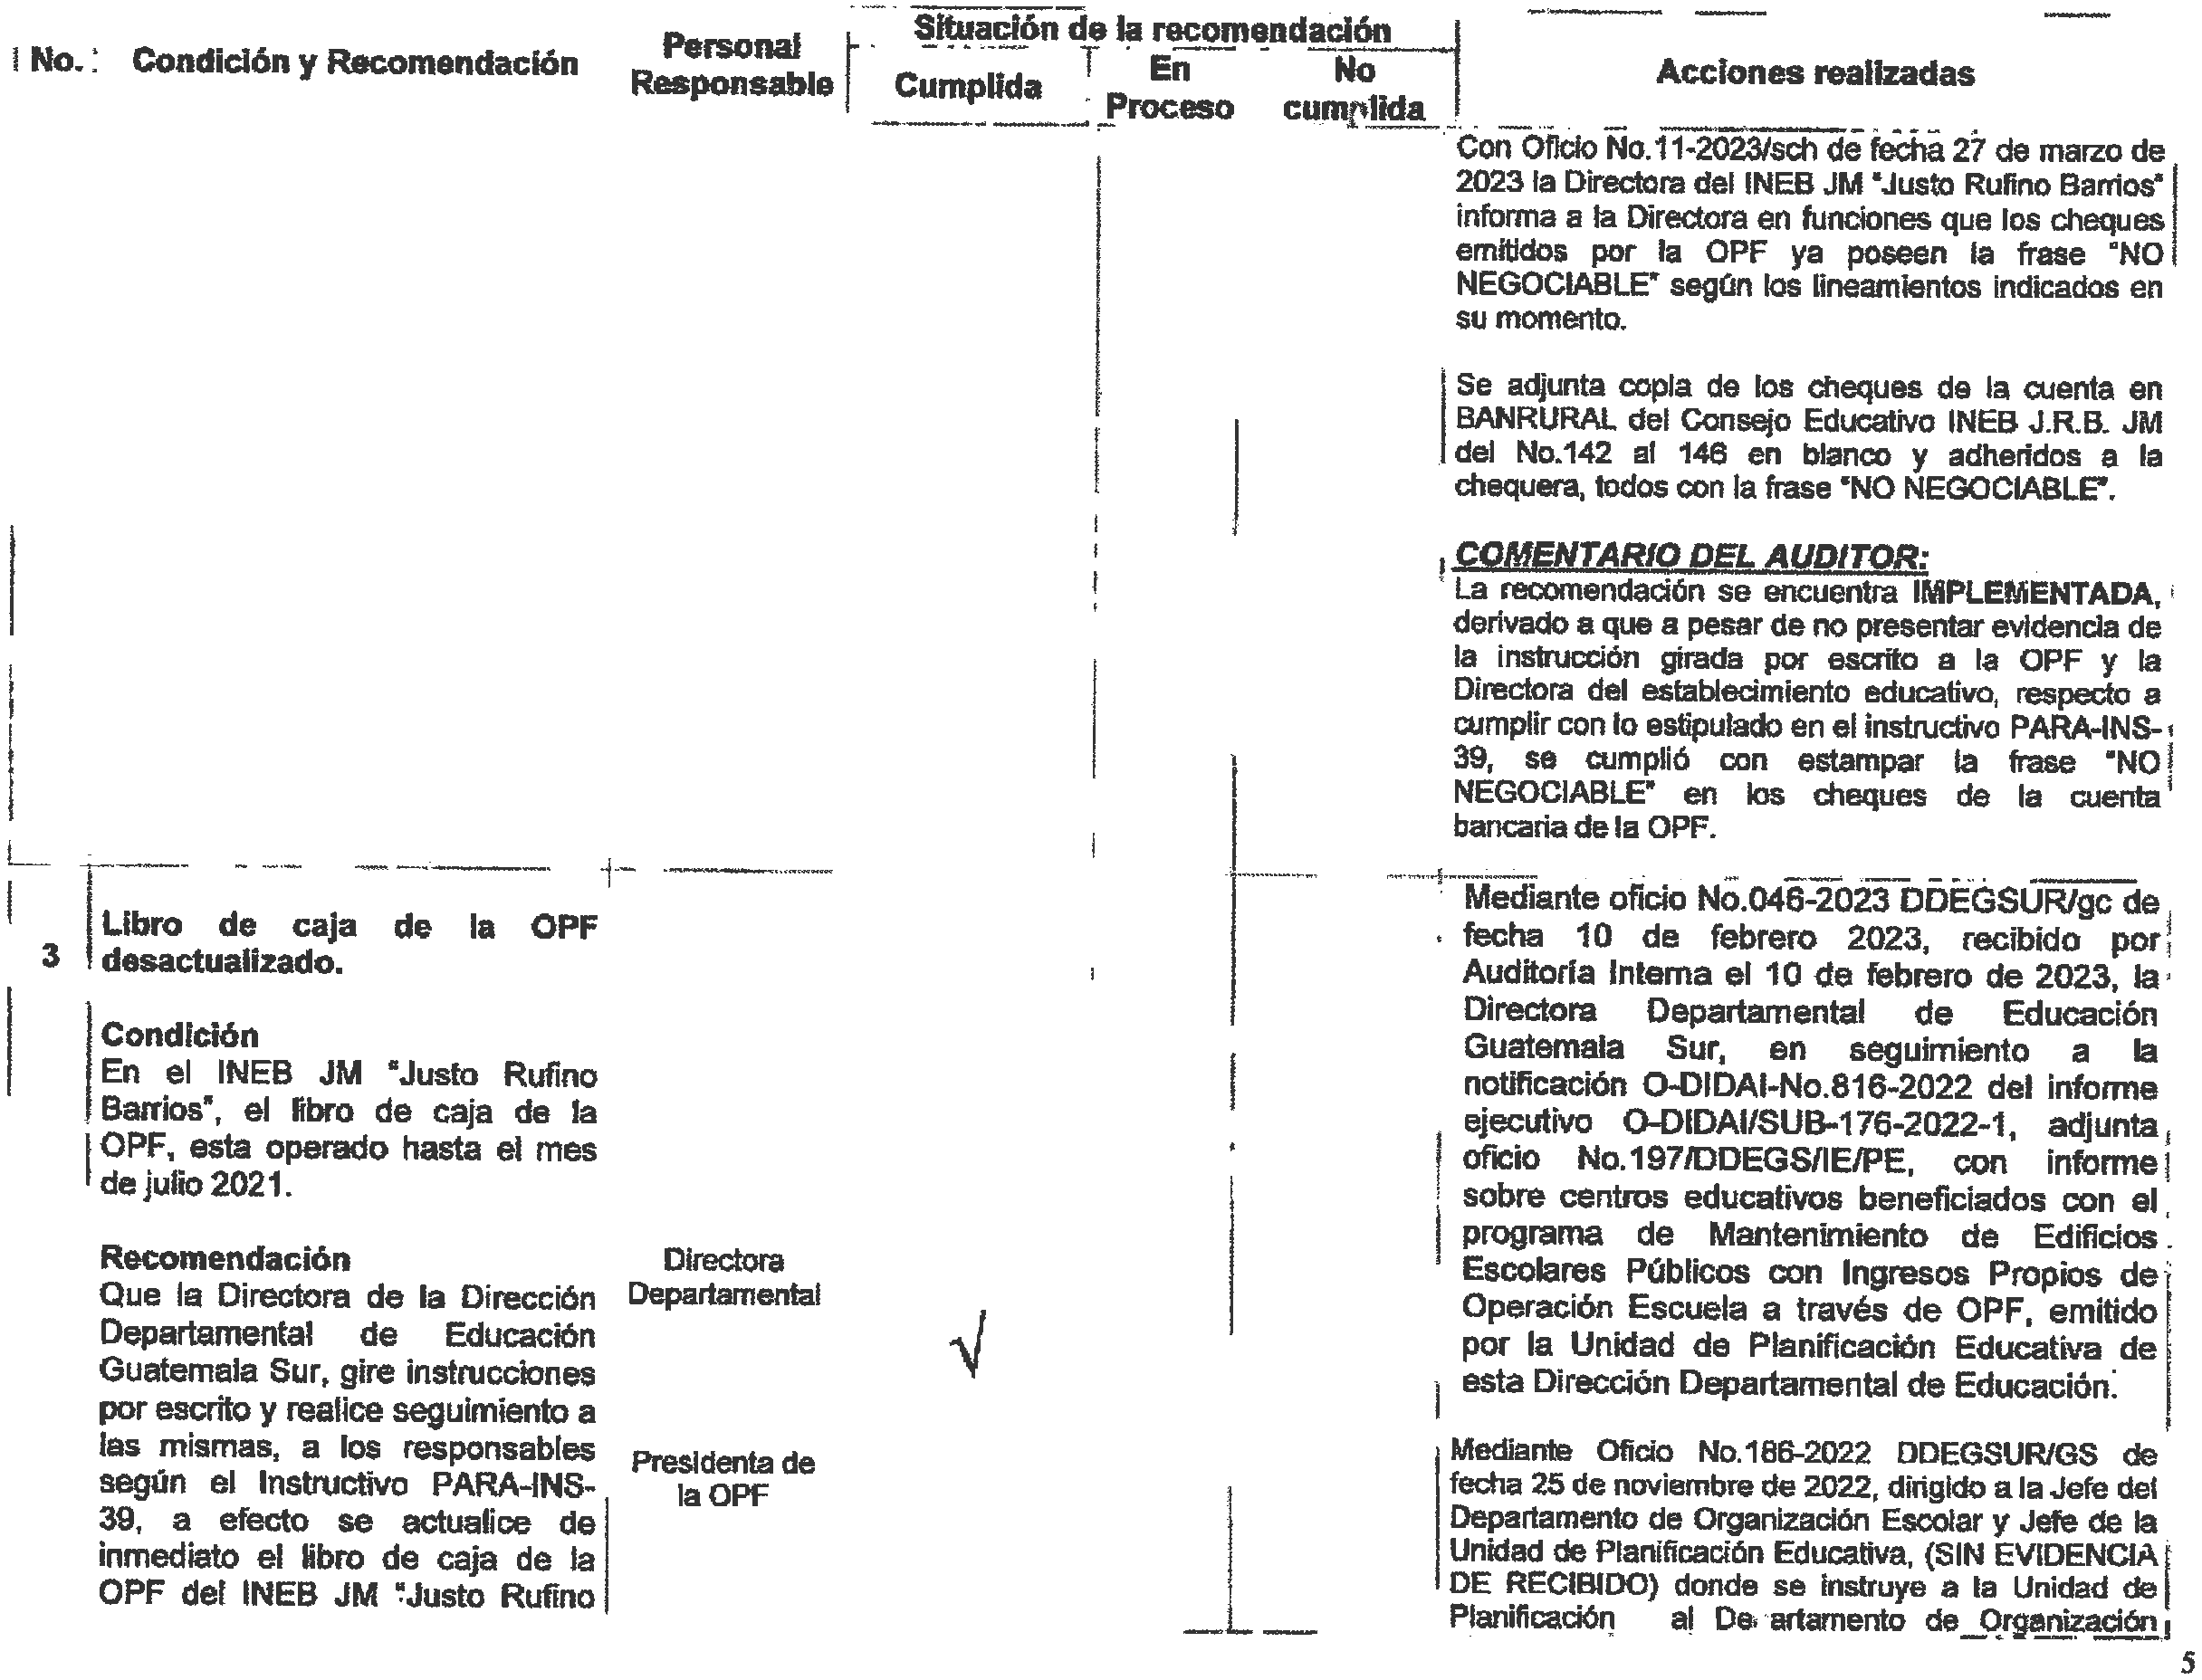 No. Condición y Recomendación
Personal
Responsable
Situación de la recomendación
Cumplida
En
Proceso
No
cumplida
Acciones realizadas
Con Oficio No.11-2023/sch de fecha 27 de marzo de
2023 la Directora del INEB JM "Justo Rufino Barrios"
informa a la Directora en funciones que los cheques
emitidos por la OPF ya poseen la frase "NO
NEGOCIABLE" según los lineamientos indicados en
su momento.
Se adjunta copia de los cheques de la cuenta en
BANRURAL del Consejo Educativo INEB J.R.B. JM
del No.142 al 146 en blanco y adheridos a la
chequera, todos con la frase "NO NEGOCIABLE".
COMENTARIO DEL AUDITOR:
La recomendación se encuentra IMPLEMENTADA,
derivado a que a pesar de no presentar evidencia de
la instrucción girada por escrito a la OPF y la
Directora del establecimiento educativo, respecto a
cumplir con lo estipulado en el instructivo PARA-INS-
39, se cumplió con estampar la frase "NO
NEGOCIABLE" en los cheques de la cuenta
bancaria de la OPF.
3
Libro de caja de la OPF
desactualizado.
Condición
En el INEB JM "Justo Rufino
Barrios", el libro de caja de la
OPF, esta operado hasta el mes
de julio 2021.
Recomendación
Que la Directora de la Dirección
Departamental de Educación
Guatemala Sur, gire instrucciones
por escrito y realice seguimiento a
las mismas, a los responsables
según el Instructivo PARA-INS-
39, a efecto se actualice de
inmediato el libro de caja de la
OPF del INEB JM "Justo Rufino
Directora
Departamental
Presidenta de
la OPF
√
Mediante oficio No.046-2023 DDEGSUR/gc de
fecha 10 de febrero 2023, recibido por
Auditoría Interna el 10 de febrero de 2023, la
Directora Departamental de Educación
Guatemala Sur, en seguimiento a la
notificación O-DIDAI-No.816-2022 del informe
ejecutivo O-DIDAI/SUB-176-2022-1, adjunta
oficio No.197/DDEGS/IE/PE, con informe
sobre centros educativos beneficiados con el
programa de Mantenimiento de Edificios
Escolares Públicos con Ingresos Propios de
Operación Escuela a través de OPF, emitido
por la Unidad de Planificación Educativa de
esta Dirección Departamental de Educación.
Mediante Oficio No.186-2022 DDEGSUR/GS de
fecha 25 de noviembre de 2022, dirigido a la Jefe del
Departamento de Organización Escolar y Jefe de la
Unidad de Planificación Educativa, (SIN EVIDENCIA
DE RECIBIDO) donde se instruye a la Unidad de
Planificación al De artamento de Organización
5